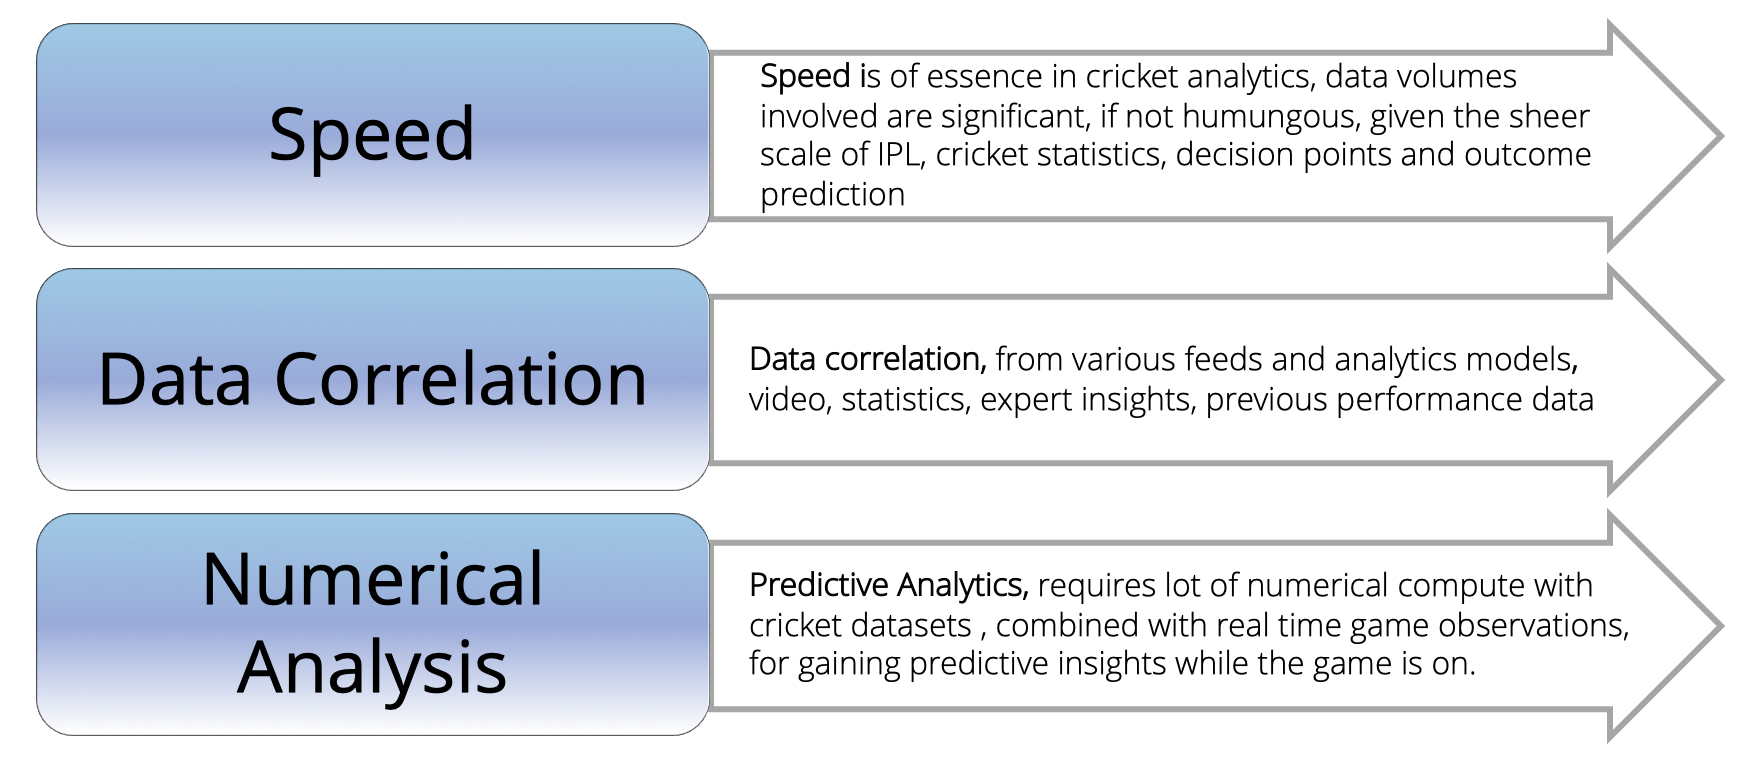 Speed
Speed is of essence in cricket analytics, data volumes
involved are significant, if not humungous, given the sheer
scale of IPL, cricket statistics, decision points and outcome
prediction
Data Correlation
Data correlation, from various feeds and analytics models,
video, statistics, expert insights, previous performance data
Numerical
Analysis
Predictive Analytics, requires lot of numerical compute with
cricket datasets , combined with real time game observations,
for gaining predictive insights while the game is on.